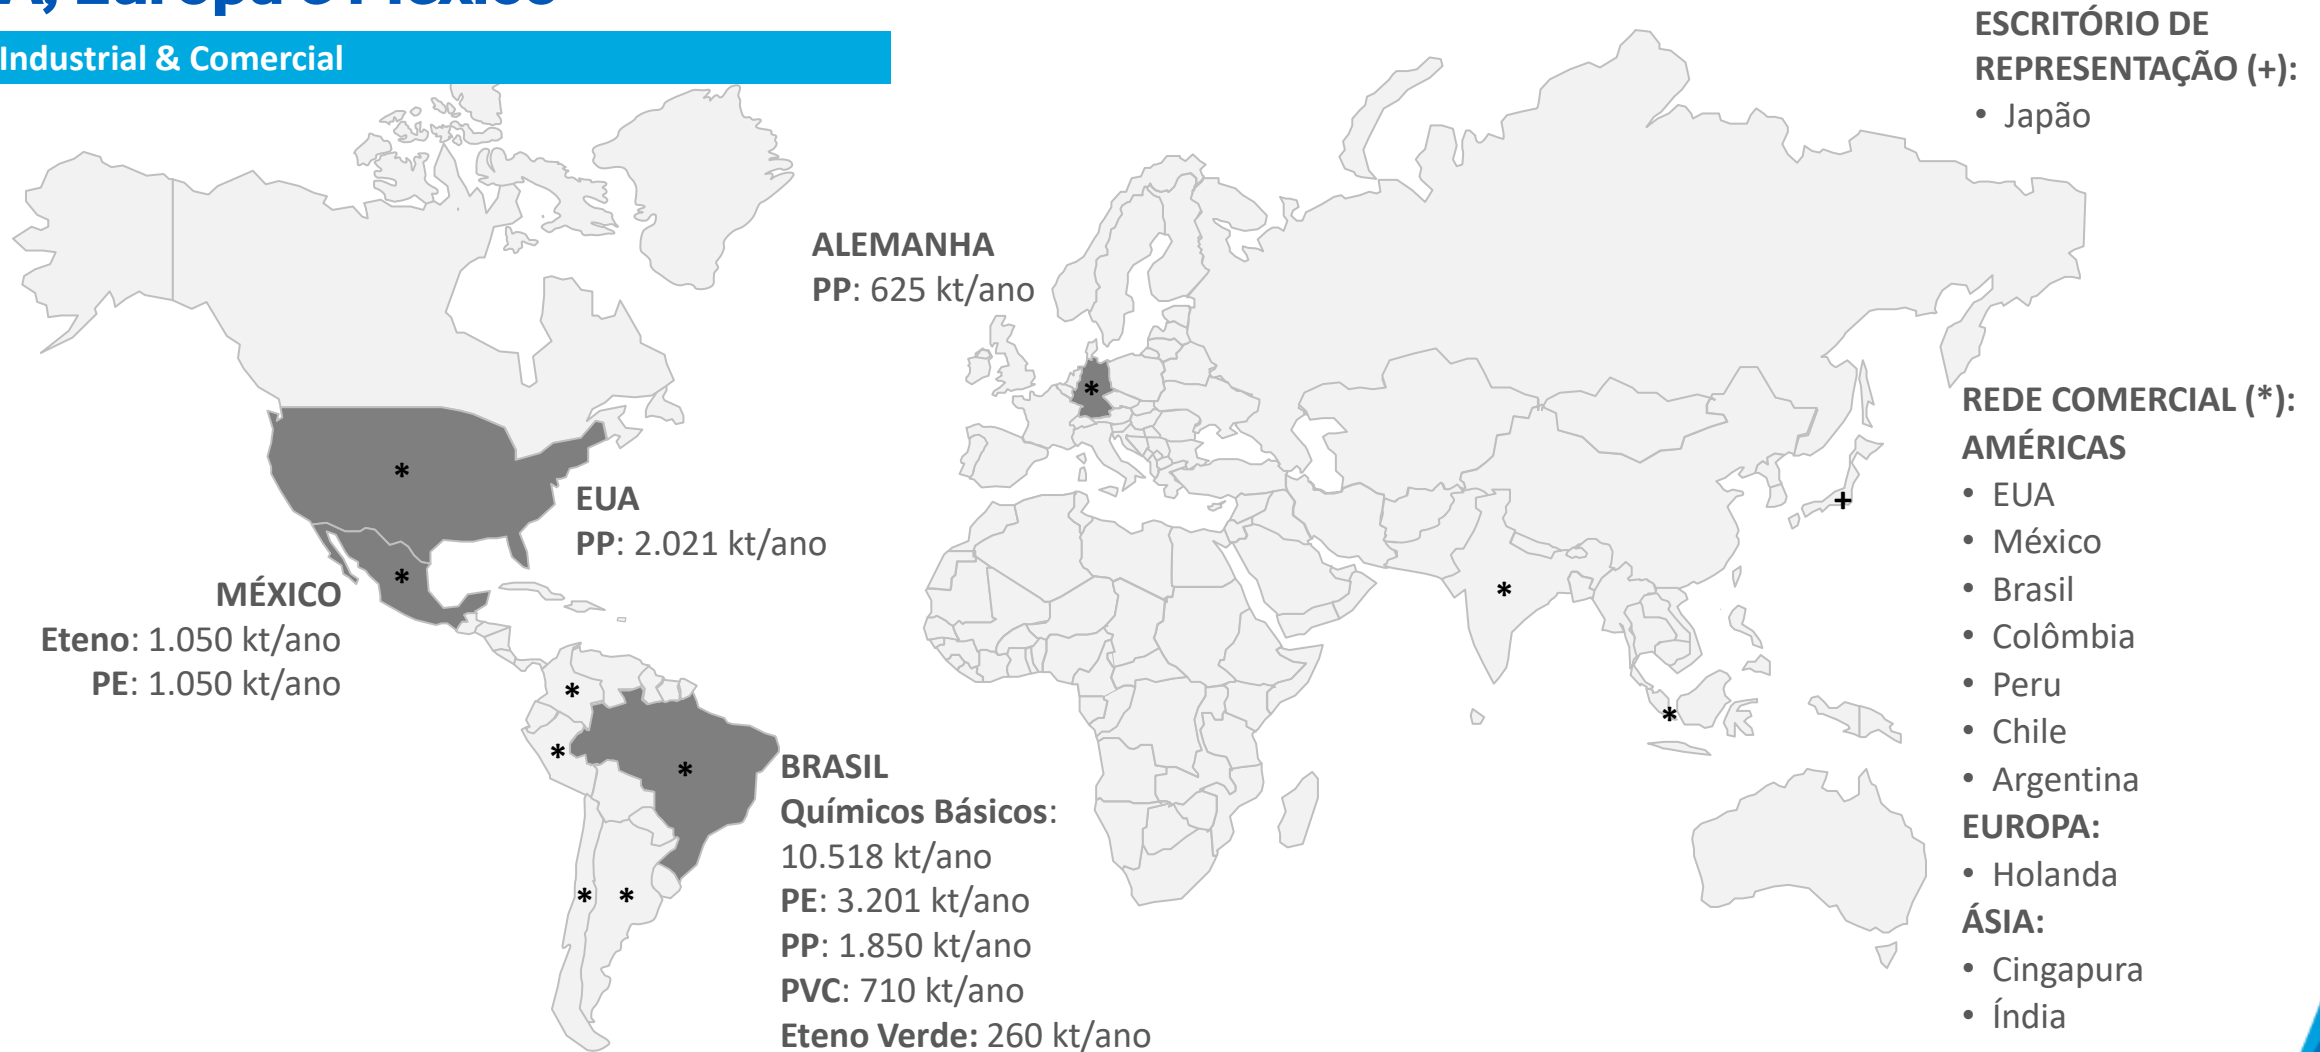 A, Europa e México
Industrial & Comercial
ESCRITÓRIO DE
REPRESENTAÇÃO (+):
• Japão
ALEMANHA
PP: 625 kt/ano
EUA
PP: 2.021 kt/ano
MÉXICO
Eteno: 1.050 kt/ano
PE: 1.050 kt/ano
BRASIL
Químicos Básicos:
10.518 kt/ano
PE: 3.201 kt/ano
PP: 1.850 kt/ano
PVC: 710 kt/ano
Eteno Verde: 260 kt/ano
REDE COMERCIAL (*):
AMÉRICAS
• EUA
• México
• Brasil
• Colômbia
• Peru
• Chile
• Argentina
EUROPA:
• Holanda
ÁSIA:
• Cingapura
• Índia